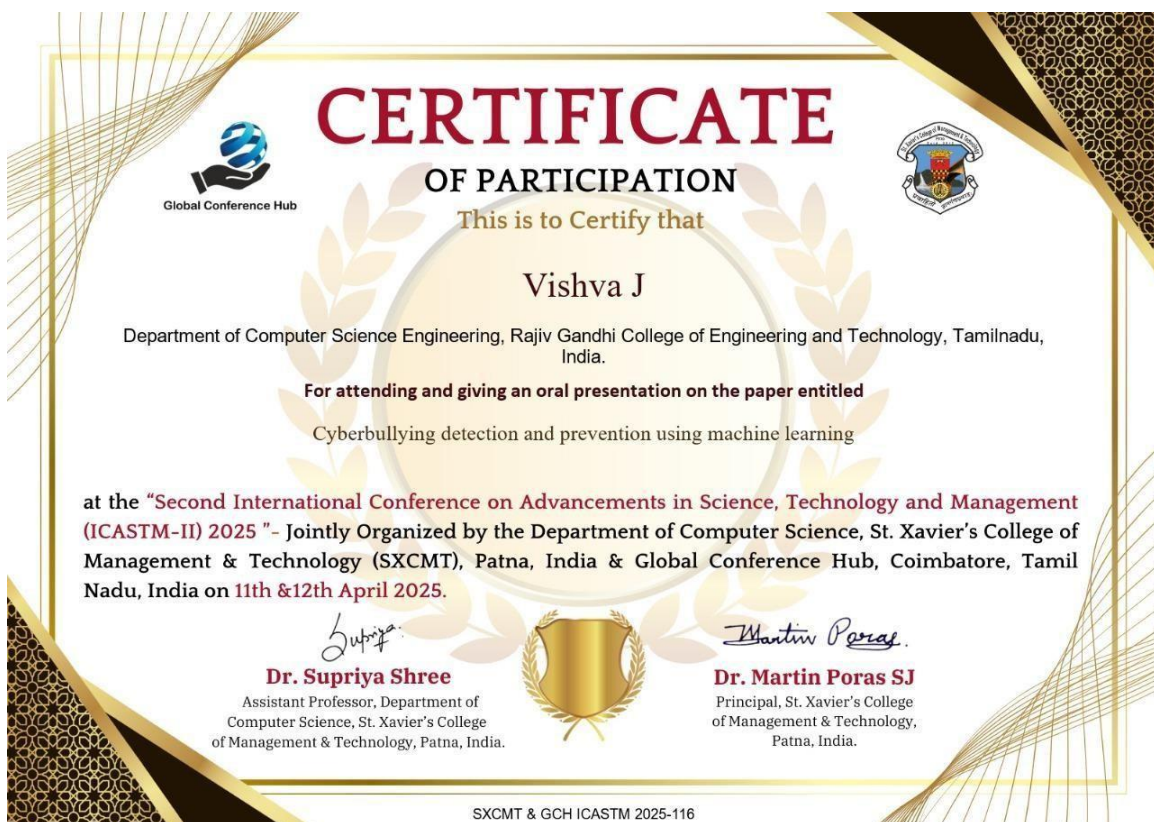 CERTIFICATE
Global Conference Hub
St. Xavier's College of Management & Technology
OF PARTICIPATION
This is to Certify that
Vishva J
Department of Computer Science Engineering, Rajiv Gandhi College of Engineering and Technology, Tamilnadu,
India.
For attending and giving an oral presentation on the paper entitled
Cyberbullying detection and prevention using machine learning
at the “Second International Conference on Advancements in Science, Technology and Management
(ICASTM-II) 2025 ”- Jointly Organized by the Department of Computer Science, St. Xavier’s College of
Management & Technology (SXCMT), Patna, India & Global Conference Hub, Coimbatore, Tamil
Nadu, India on 11th &12th April 2025.
Supriya
Dr. Supriya Shree
Assistant Professor, Department of
Computer Science, St. Xavier’s College
of Management & Technology, Patna, India.
Martin Poras.
Dr. Martin Poras SJ
Principal, St. Xavier’s College
of Management & Technology,
Patna, India.
SXCMT & GCH ICASTM 2025-116